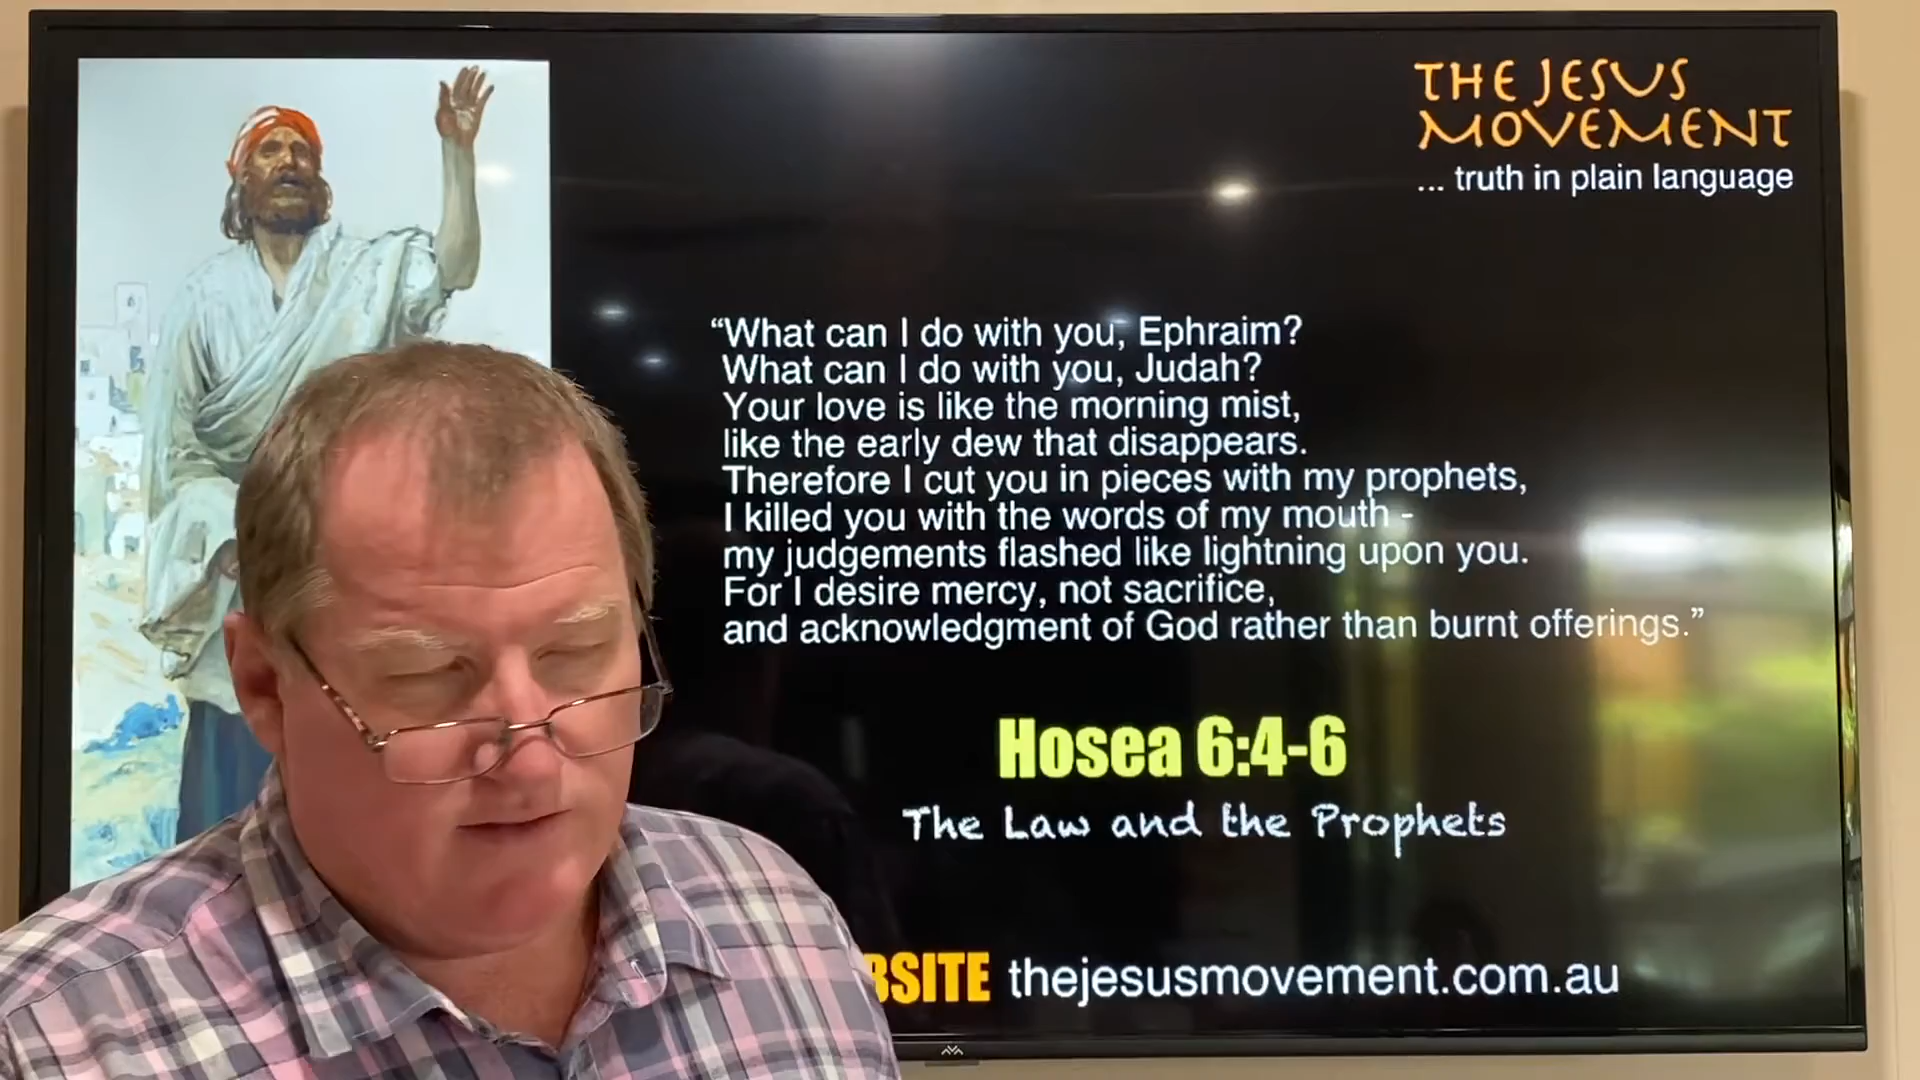 THE JESUS
MOVEMENT
... truth in plain language
“What can I do with you, Ephraim?
What can I do with you, Judah?
Your love is like the morning mist,
like the early dew that disappears.
Therefore I cut you in pieces with my prophets,
I killed you with the words of my mouth -
my judgements flashed like lightning upon you.
For I desire mercy, not sacrifice,
and acknowledgment of God rather than burnt offerings.”
Hosea 6:4-6
The Law and the Prophets
BSITE thejesusmovement.com.au